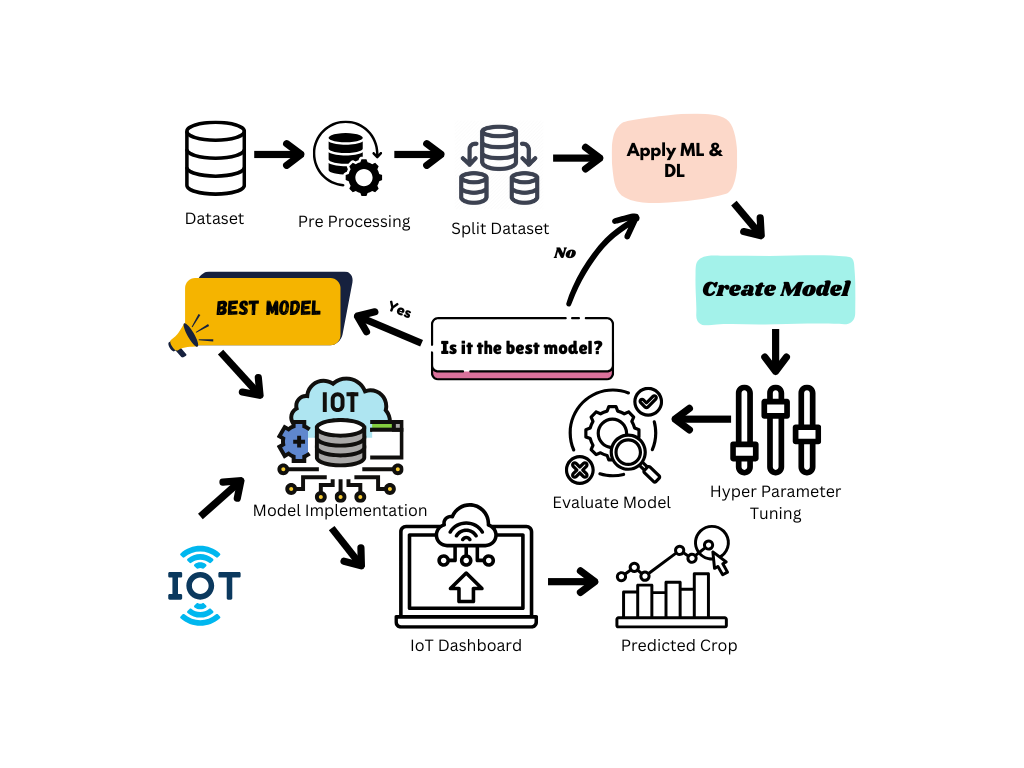 Dataset
Pre Processing
Split Dataset
Apply ML &
DL
No
Create Model
BEST MODEL
Yes
Is it the best model?
IOT
Model Implementation
Evaluate Model
Hyper Parameter
Tuning
IOT
IoT Dashboard
Predicted Crop